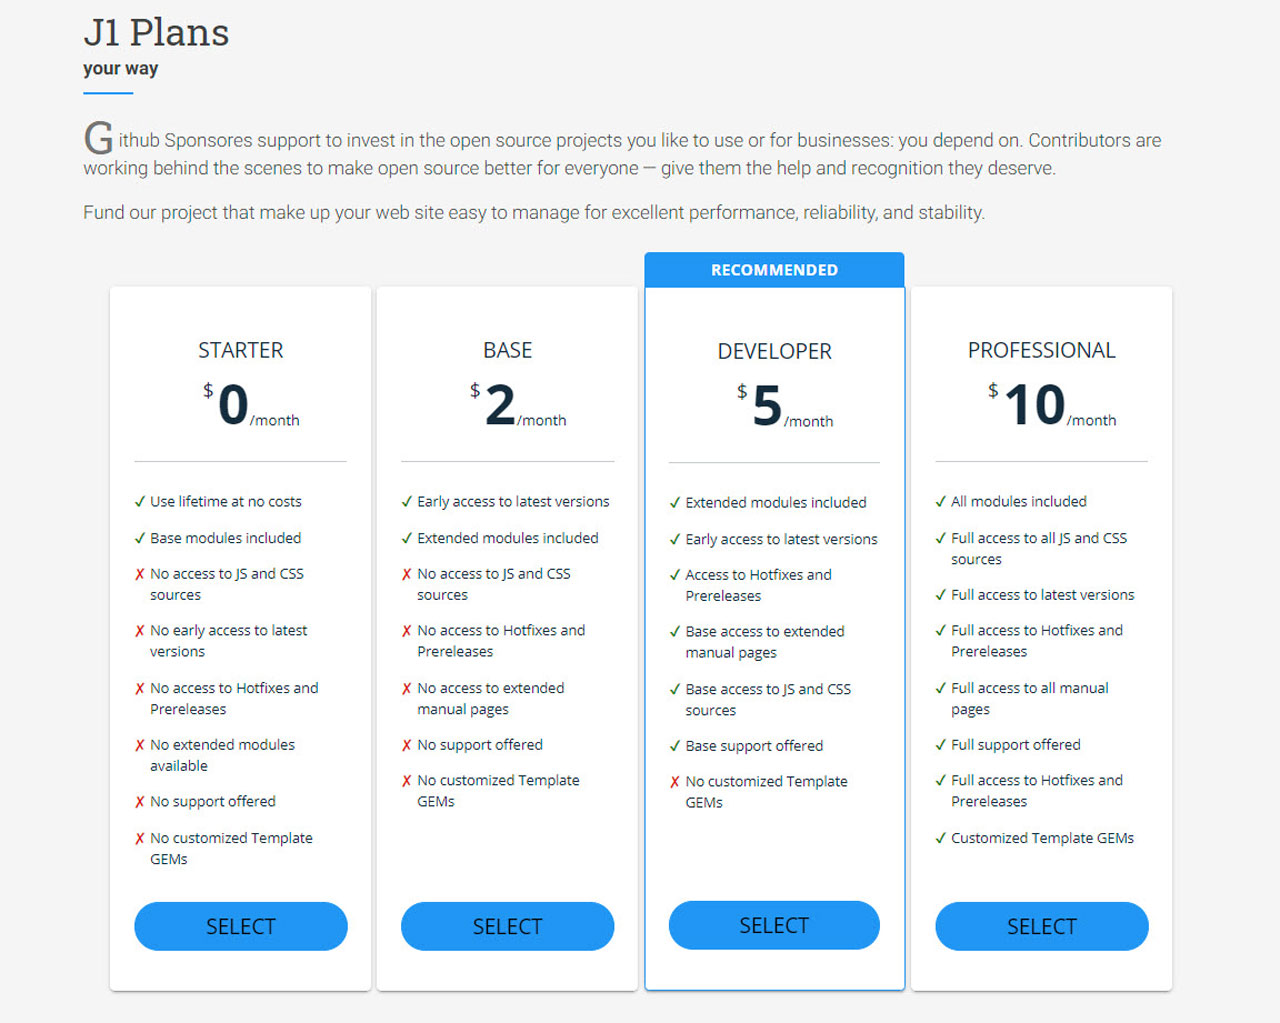 J1 Plans
your way
Github Sponsores support to invest in the open source projects you like to use or for businesses: you depend on. Contributors are
working behind the scenes to make open source better for everyone — give them the help and recognition they deserve.
Fund our project that make up your web site easy to manage for excellent performance, reliability, and stability.
STARTER
$0/month
✓ Use lifetime at no costs
✓ Base modules included
✗ No access to JS and CSS
sources
✗ No early access to latest
versions
✗ No access to Hotfixes and
Prereleases
✗ No extended modules
available
✗ No support offered
✗ No customized Template
GEMs
SELECT
BASE
$2/month
✓ Early access to latest versions
✓ Extended modules included
✗ No access to JS and CSS
sources
✗ No access to Hotfixes and
Prereleases
✗ No access to extended
manual pages
✗ No support offered
✗ No customized Template
GEMs
SELECT
RECOMMENDED
DEVELOPER
$5/month
✓ Extended modules included
✓ Early access to latest versions
✓ Access to Hotfixes and
Prereleases
✓ Base access to extended
manual pages
✓ Base access to JS and CSS
sources
✓ Base support offered
✗ No customized Template
GEMs
SELECT
PROFESSIONAL
$10/month
✓ All modules included
✓ Full access to all JS and CSS
sources
✓ Full access to latest versions
✓ Full access to Hotfixes and
Prereleases
✓ Full access to all manual
pages
✓ Full support offered
✓ Full access to Hotfixes and
Prereleases
✓ Customized Template GEMs
SELECT